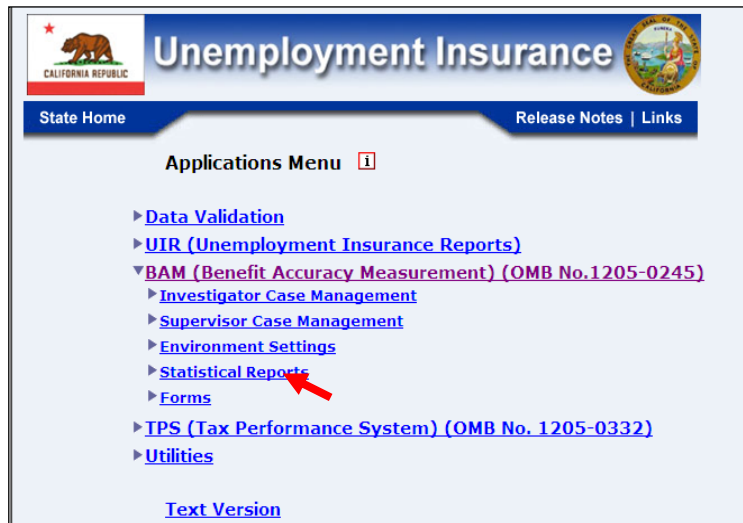 CALIFORNIA REPUBLIC
Unemployment Insurance
State Home
Release Notes | Links
Applications Menu i
Data Validation
UIR (Unemployment Insurance Reports)
BAM (Benefit Accuracy Measurement) (OMB No.1205-0245)
Investigator Case Management
Supervisor Case Management
Environment Settings
Statistical Reports
Forms
TPS (Tax Performance System) (OMB No. 1205-0332)
Utilities
Text Version